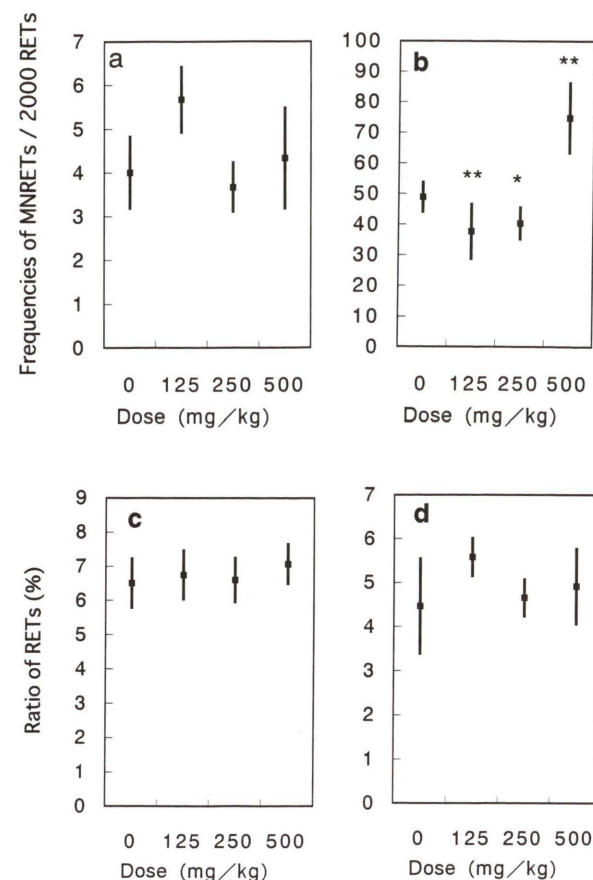 Frequencies of MNRETs / 2000 RETs
a
7
6
5
4
3
2
1
0
0 125 250 500
Dose (mg/kg)
b
100
90
80
70
60
50
40
30
20
10
0
** * **
0 125 250 500
Dose (mg/kg)
Ratio of RETs (%)
c
9
8
7
6
5
4
3
2
1
0
0 125 250 500
Dose (mg/kg)
d
7
6
5
4
3
2
1
0
0 125 250 500
Dose (mg/kg)